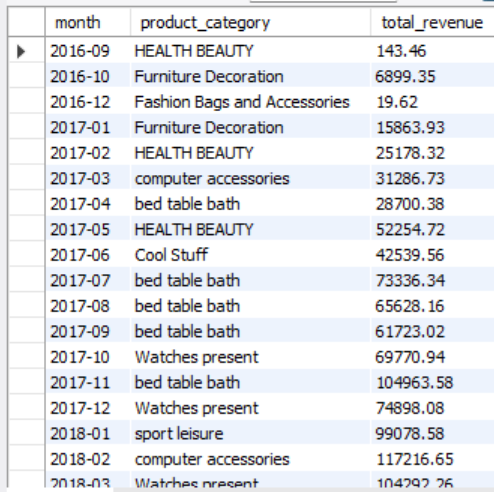 month product_category total_revenue
2016-09 HEALTH BEAUTY 143.46
2016-10 Furniture Decoration 6899.35
2016-12 Fashion Bags and Accessories 19.62
2017-01 Furniture Decoration 15863.93
2017-02 HEALTH BEAUTY 25178.32
2017-03 computer accessories 31286.73
2017-04 bed table bath 28700.38
2017-05 HEALTH BEAUTY 52254.72
2017-06 Cool Stuff 42539.56
2017-07 bed table bath 73336.34
2017-08 bed table bath 65628.16
2017-09 bed table bath 61723.02
2017-10 Watches present 69770.94
2017-11 bed table bath 104963.58
2017-12 Watches present 74898.08
2018-01 sport leisure 99078.58
2018-02 computer accessories 117216.65
2018-03 Watches present 104292.26